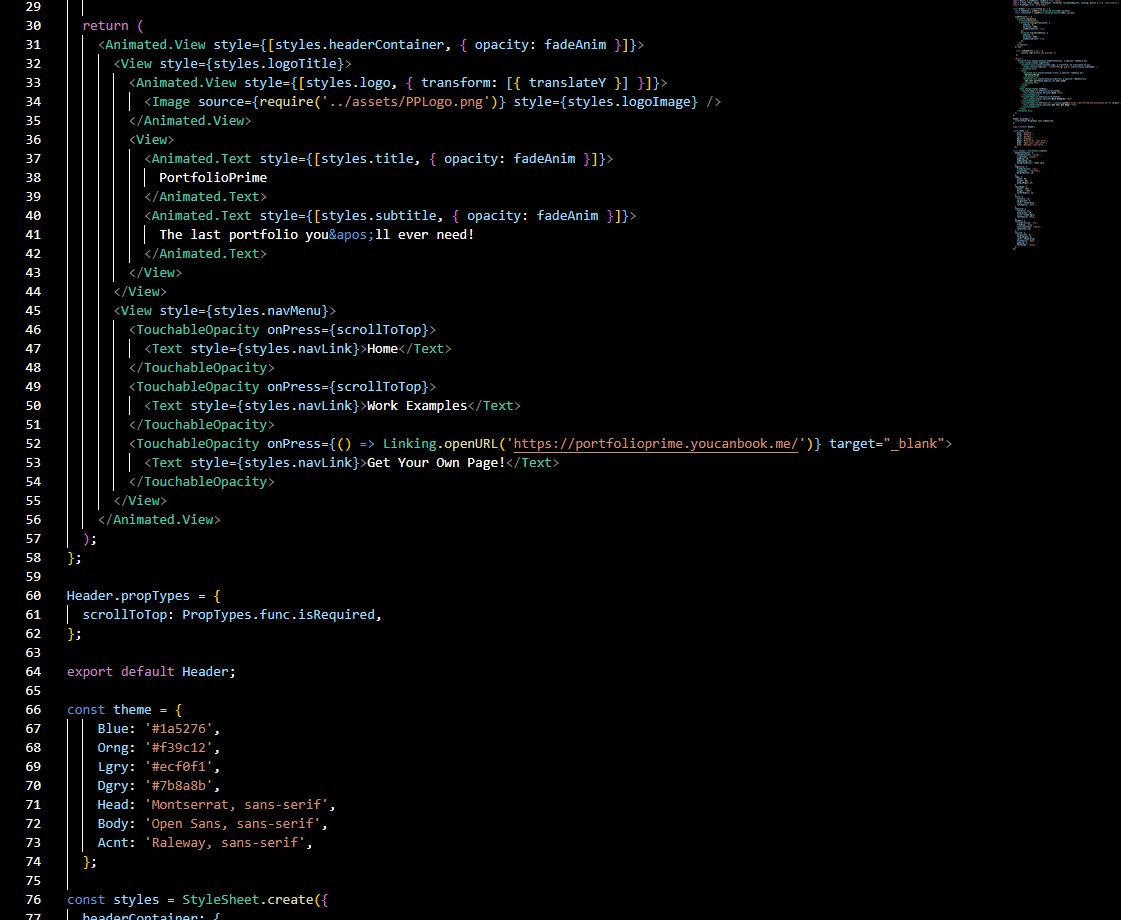 29
30 return (
31 <Animated.View style={[styles.headerContainer, { opacity: fadeAnim }]}>
32 <View style={styles.logoTitle}>
33 <Animated.View style={[styles.logo, { transform: [{ translateY }] }]}>
34 <Image source={require('../assets/PPLogo.png')} style={styles.logoImage} />
35 </Animated.View>
36 <View>
37 <Animated.Text style={[styles.title, { opacity: fadeAnim }]}>
38 PortfolioPrime
39 </Animated.Text>
40 <Animated.Text style={[styles.subtitle, { opacity: fadeAnim }]}>
41 The last portfolio you&apos;ll ever need!
42 </Animated.Text>
43 </View>
44 </View>
45 <View style={styles.navMenu}>
46 <TouchableOpacity onPress={scrollToTop}>
47 <Text style={styles.navLink}>Home</Text>
48 </TouchableOpacity>
49 <TouchableOpacity onPress={scrollToTop}>
50 <Text style={styles.navLink}>Work Examples</Text>
51 </TouchableOpacity>
52 <TouchableOpacity onPress={() => Linking.openURL('https://portfolioprime.youcanbook.me/')} target="_blank">
53 <Text style={styles.navLink}>Get Your Own Page!</Text>
54 </TouchableOpacity>
55 </View>
56 </Animated.View>
57 );
58 };
59
60 Header.propTypes = {
61 scrollToTop: PropTypes.func.isRequired,
62 };
63
64 export default Header;
65
66 const theme = {
67 Blue: '#1a5276',
68 Orng: '#f39c12',
69 Lgry: '#ecf0f1',
70 Dgry: '#7b8a8b',
71 Head: 'Montserrat, sans-serif',
72 Body: 'Open Sans, sans-serif',
73 Acnt: 'Raleway, sans-serif',
74 };
75
76 const styles = StyleSheet.create({
77 headerContainer: {